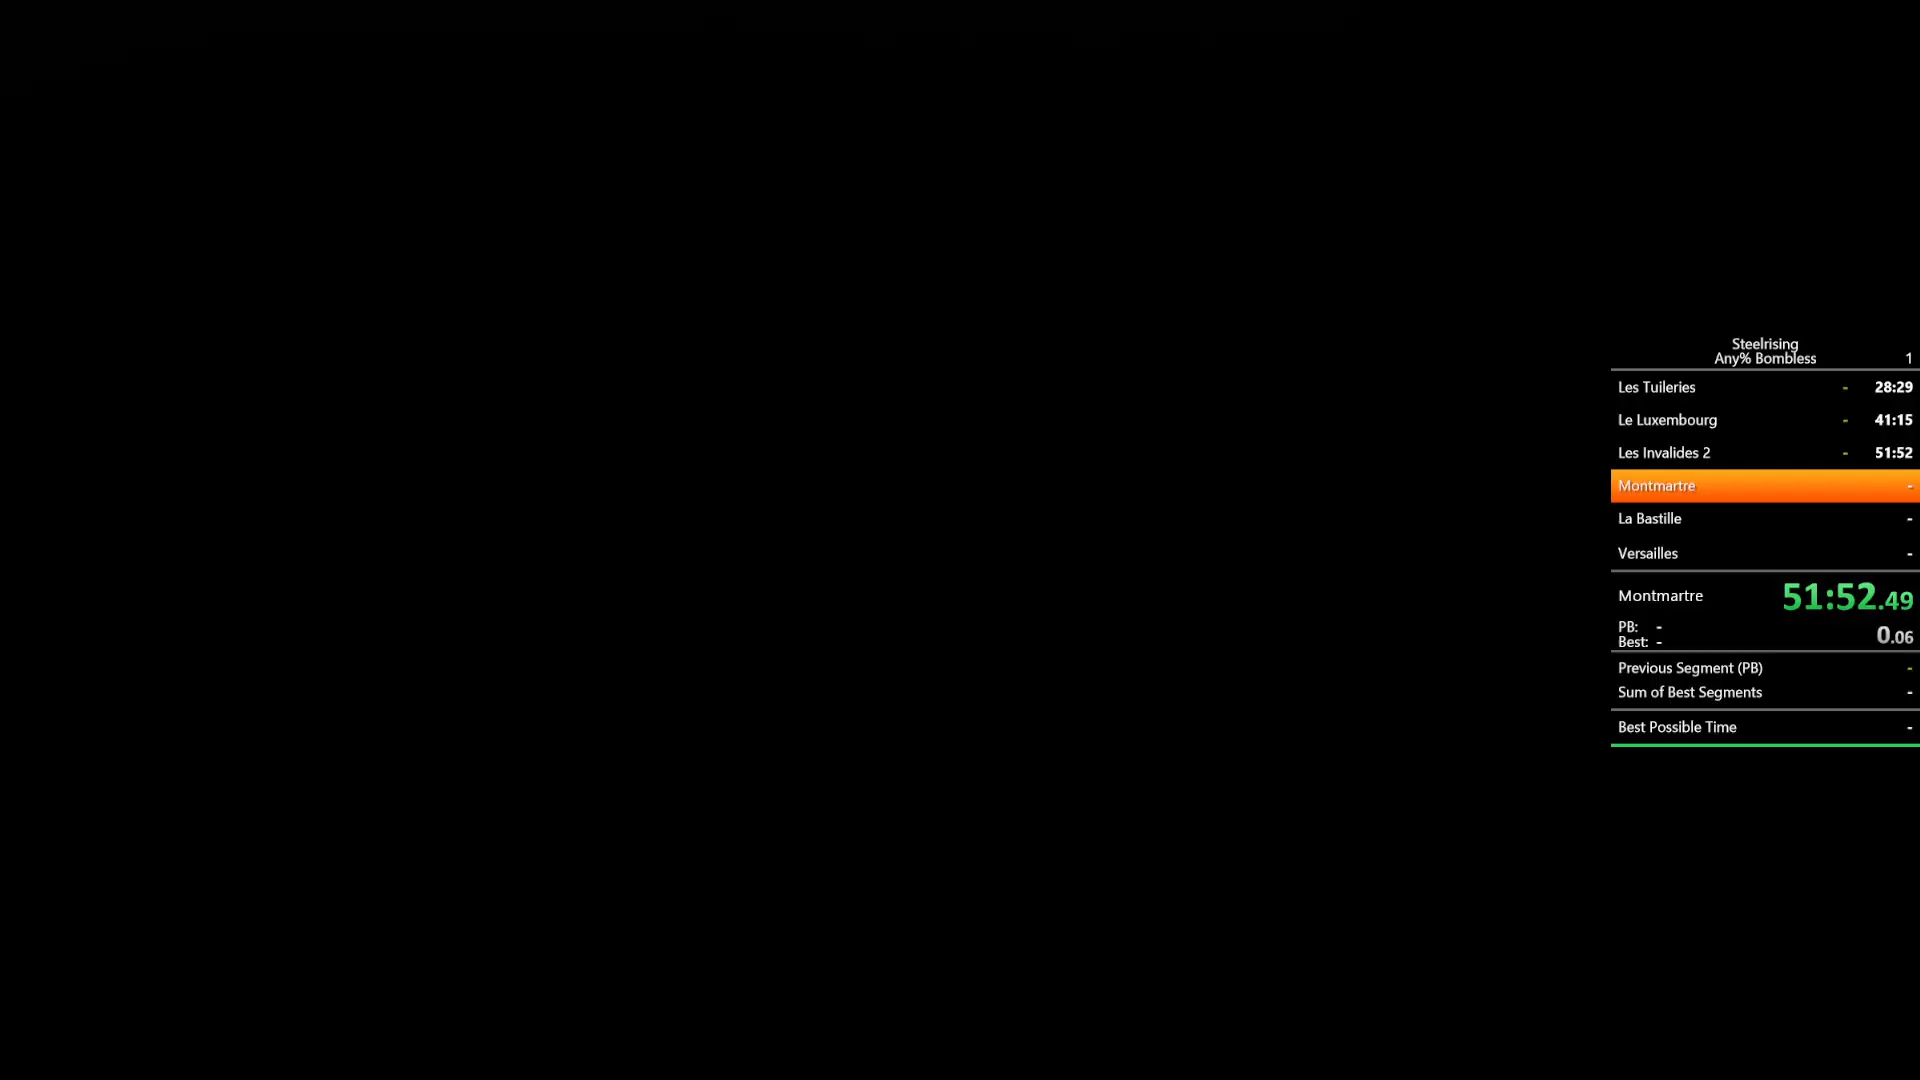 Steelrising
Any% Bombless 1
Les Tuileries - 28:29
Le Luxembourg - 41:15
Les Invalides 2 - 51:52
Montmartre -
La Bastille -
Versailles -
Montmartre 51:52.49
PB: - 0.06
Best: -
Previous Segment (PB) -
Sum of Best Segments -
Best Possible Time -